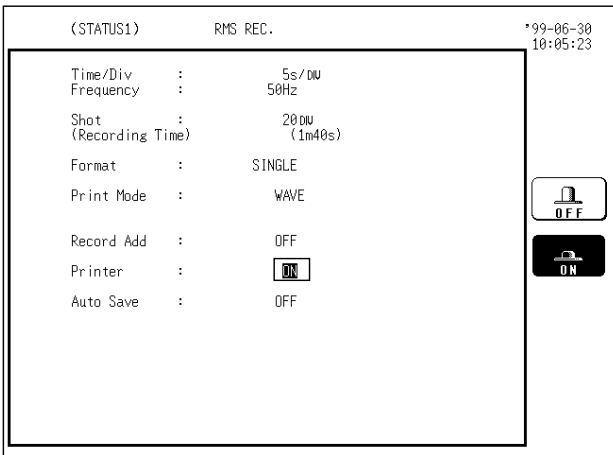 (STATUS1) RMS REC. '99-06-30
10:05:23
Time/Div : 5s/DIV
Frequency : 50Hz
Shot : 20DIV
(Recording Time) (1m40s)
Format : SINGLE
Print Mode : WAVE
OFF
Record Add : OFF
Printer : ON
ON
Auto Save : OFF